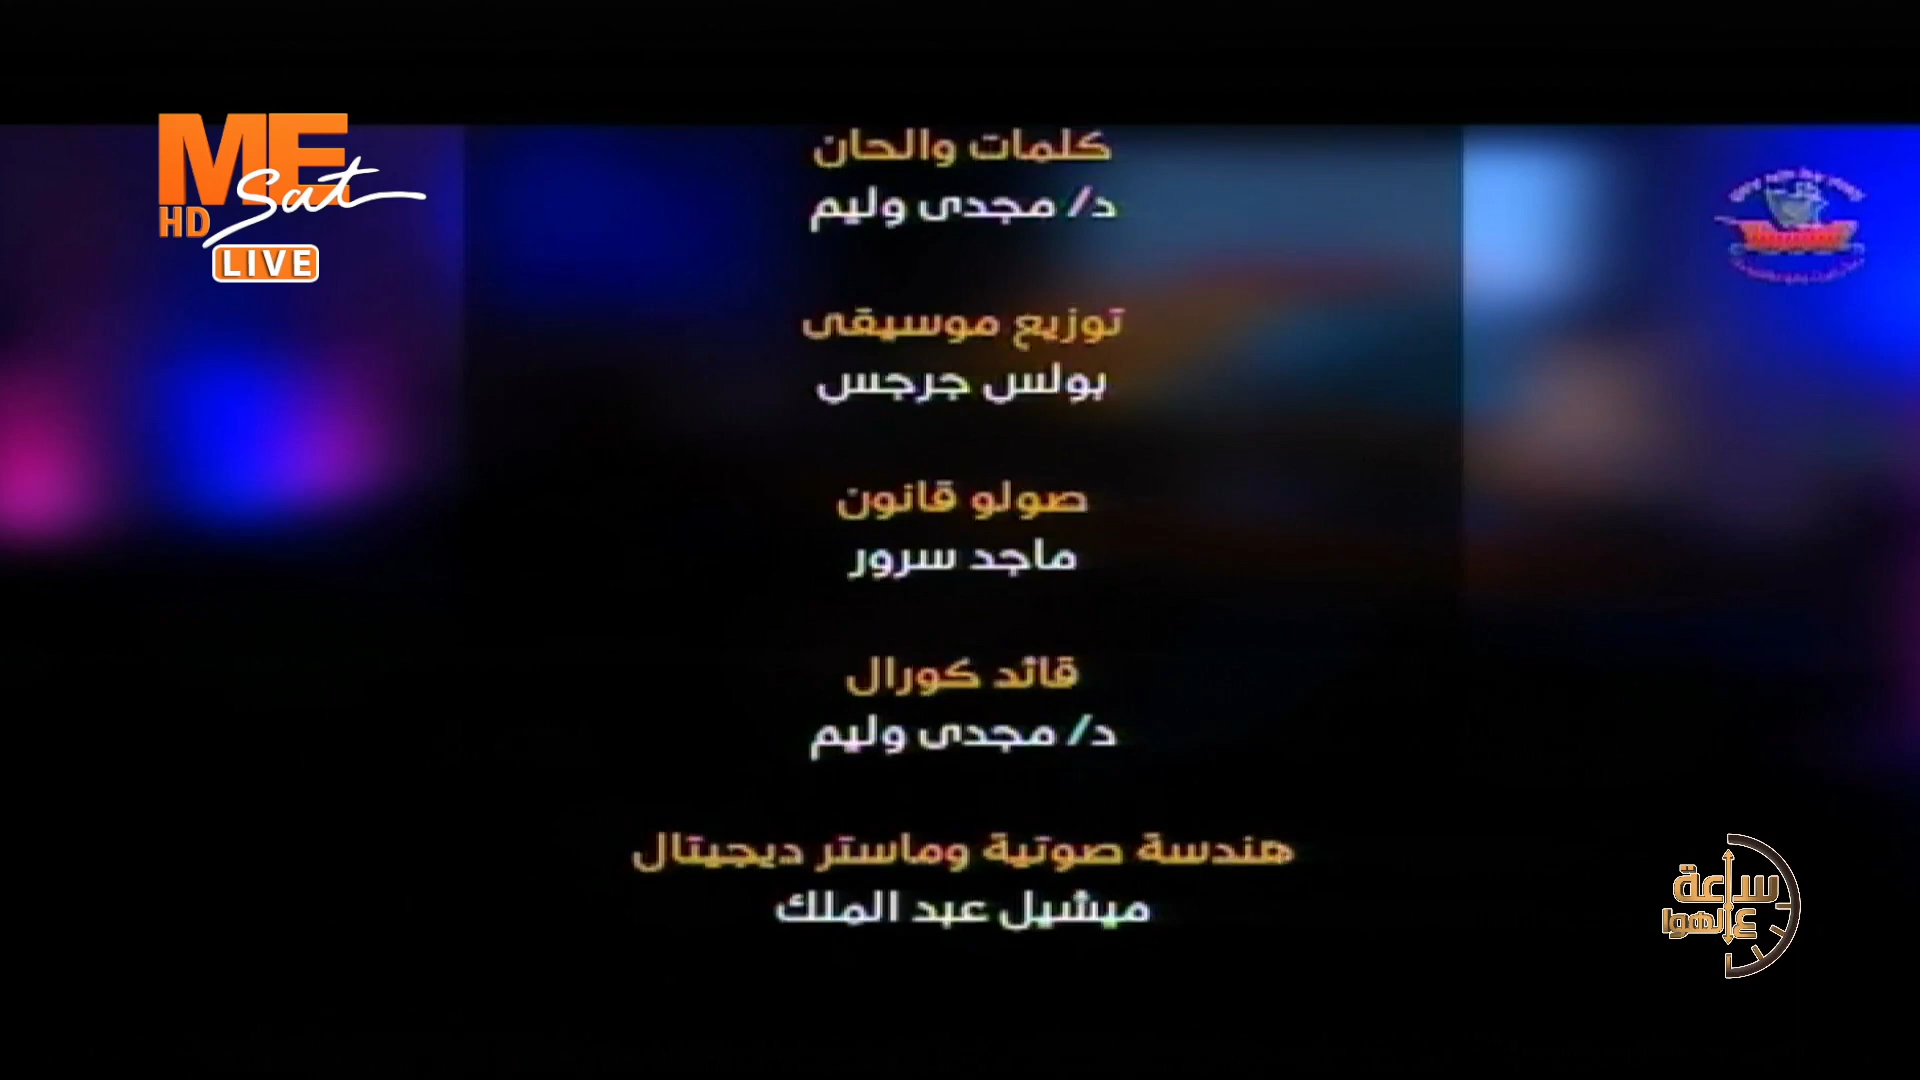 ME
Sat
HD
LIVE
كلمات والحان
د/ مجدى وليم
توزيع موسيقى
بولس جرجس
صولو قانون
ماجد سرور
قائد كورال
د/ مجدى وليم
هندسة صوتية وماستر ديجيتال
ميشيل عبد الملك
ساعة
ع الهوا